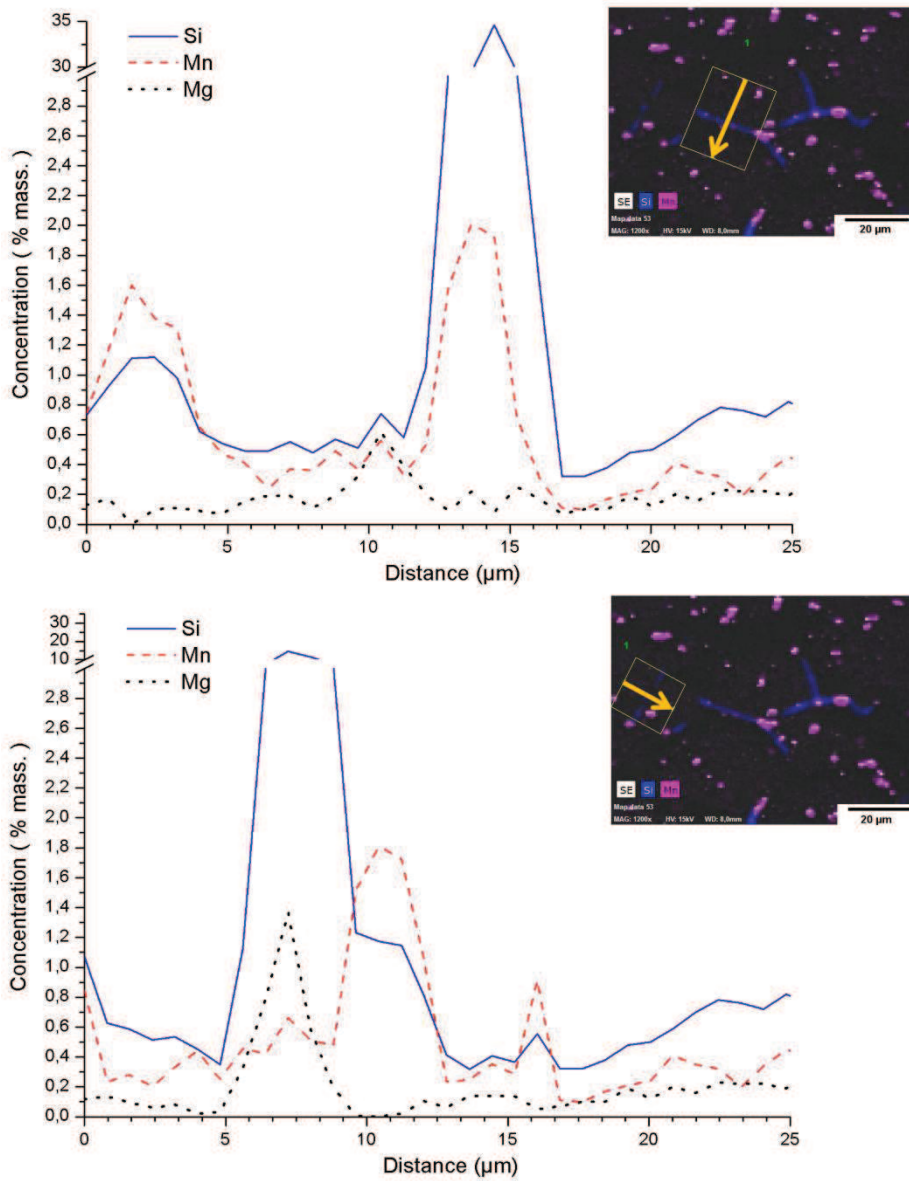 35
30
2,8
2,6
2,4
2,2
2,0
1,8
1,6
1,4
1,2
1,0
0,8
0,6
0,4
0,2
0,0
Concentration ( % mass. )
Si
Mn
Mg
0 5 10 15 20 25
Distance (µm)
1
SE Si Mn
Map data 53
MAG: 1200x HV: 15kV WD: 8,0mm
20 µm
30
20
10
2,8
2,6
2,4
2,2
2,0
1,8
1,6
1,4
1,2
1,0
0,8
0,6
0,4
0,2
0,0
Concentration ( % mass. )
Si
Mn
Mg
0 5 10 15 20 25
Distance (µm)
1
SE Si Mn
Map data 53
MAG: 1200x HV: 15kV WD: 8,0mm
20 µm